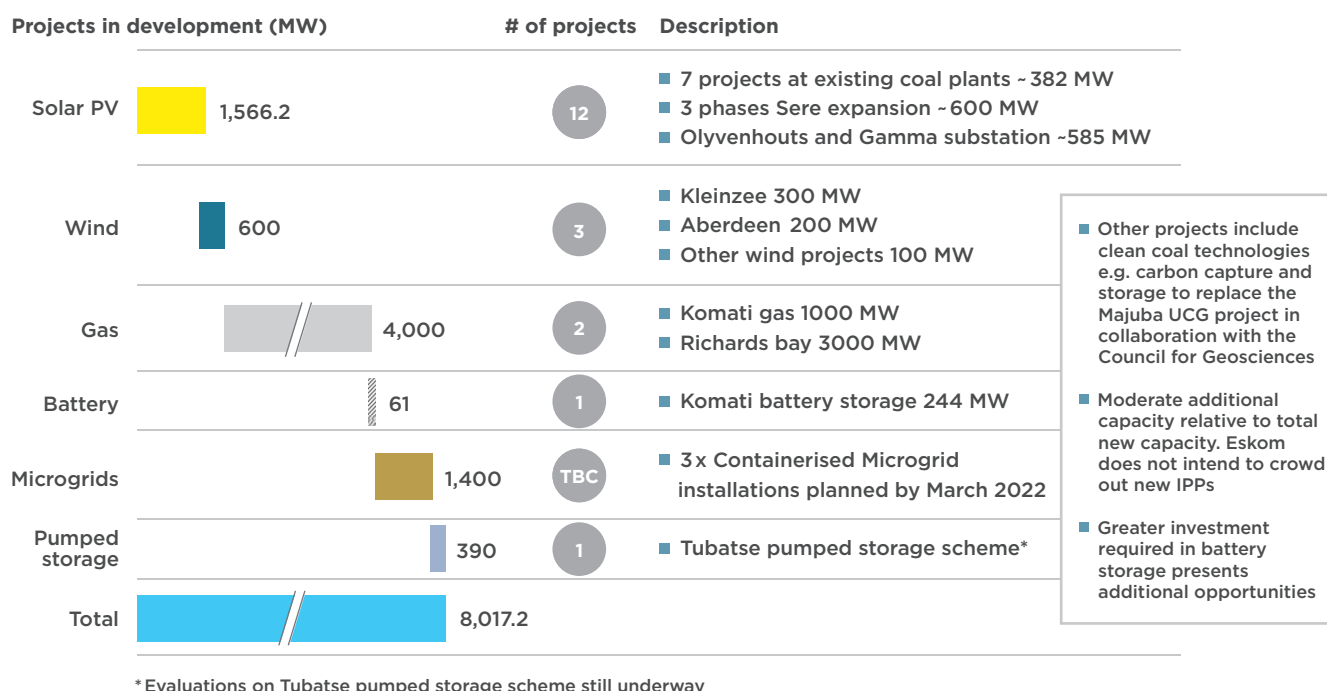 Projects in development (MW) # of projects Description
Solar PV 1,566.2 12
7 projects at existing coal plants ~382 MW
3 phases Sere expansion ~600 MW
Olyvenhouts and Gamma substation ~585 MW
Wind 600 3
Kleinzee 300 MW
Aberdeen 200 MW
Other wind projects 100 MW
Gas 4,000 2
Komati gas 1000 MW
Richards bay 3000 MW
Battery 61 1
Komati battery storage 244 MW
Microgrids 1,400 TBC
3x Containerised Microgrid
installations planned by March 2022
Pumped
storage 390 1
Tubatse pumped storage scheme*
Total 8,017.2
Other projects include
clean coal technologies
e.g. carbon capture and
storage to replace the
Majuba UCG project in
collaboration with the
Council for Geosciences
Moderate additional
capacity relative to total
new capacity. Eskom
does not intend to crowd
out new IPPs
Greater investment
required in battery
storage presents
additional opportunities
*Evaluations on Tubatse pumped storage scheme still underway